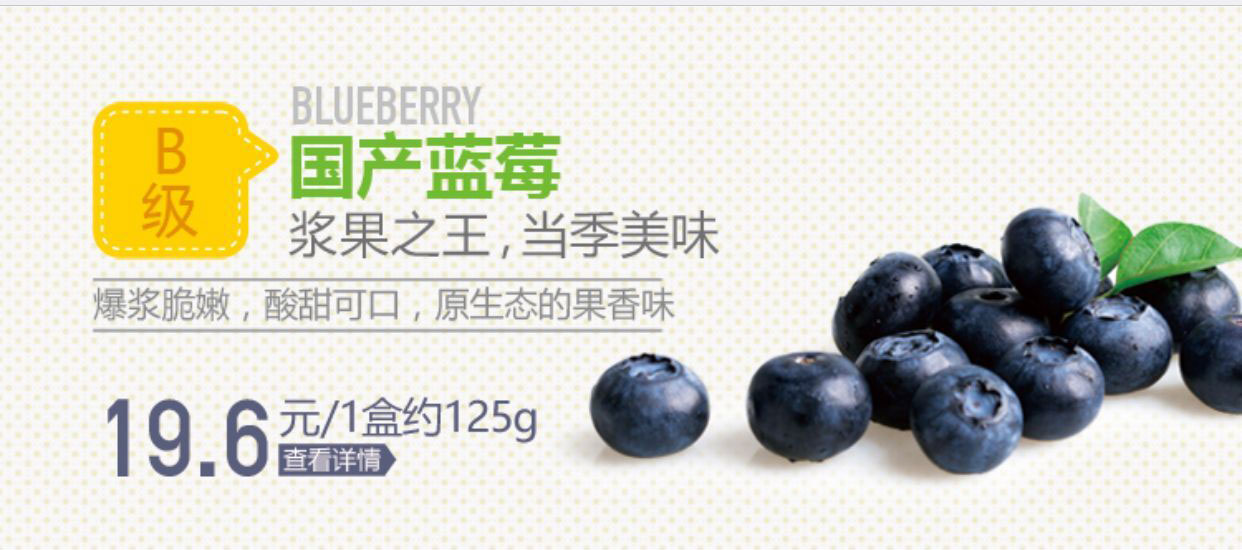 B
级
BLUEBERRY
国产蓝莓
浆果之王,当季美味
爆浆脆嫩，酸甜可口，原生态的果香味
19.6元/1盒约125g
查看详情